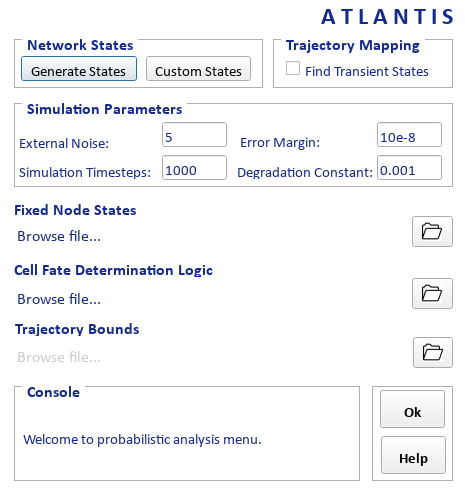 ATLANTIS
Network States
Generate States
Custom States
Trajectory Mapping
Find Transient States
Simulation Parameters
External Noise: 5
Error Margin: 10e-8
Simulation Timesteps: 1000
Degradation Constant: 0.001
Fixed Node States
Browse file...
Cell Fate Determination Logic
Browse file...
Trajectory Bounds
Browse file...
Console
Welcome to probabilistic analysis menu.
Ok
Help